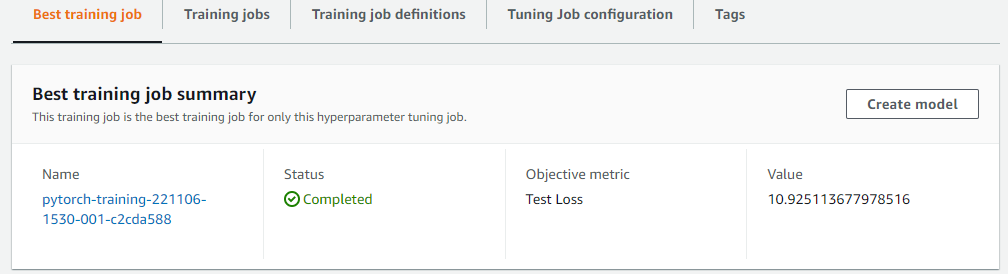 Best training job
Training jobs
Training job definitions
Tuning Job configuration
Tags
Best training job summary
This training job is the best training job for only this hyperparameter tuning job.
Create model
Name
pytorch-training-221106-
1530-001-c2cda588
Status
Completed
Objective metric
Test Loss
Value
10.925113677978516